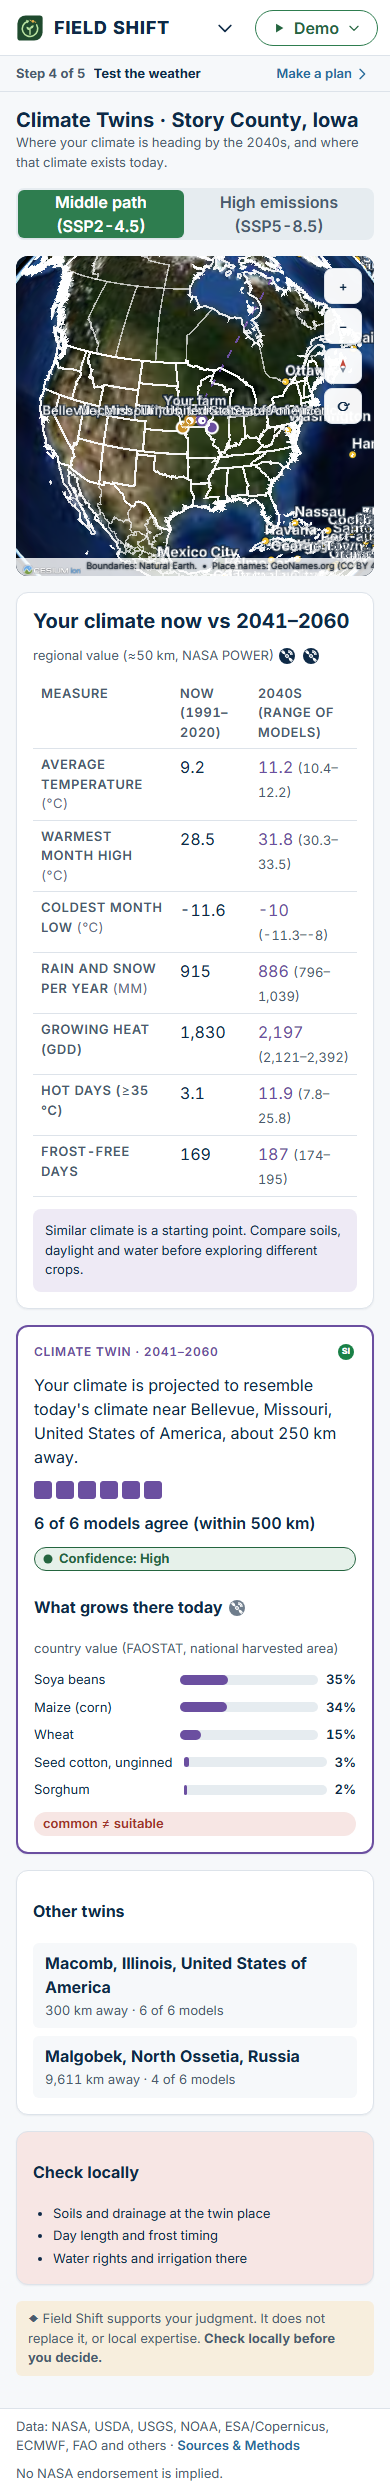 FIELD SHIFT
Demo
Step 4 of 5 Test the weather
Make a plan
Climate Twins · Story County, Iowa
Where your climate is heading by the 2040s, and where
that climate exists today.
Middle path
(SSP2-4.5)
High emissions
(SSP5-8.5)
+
−
Your farm
Nassau
Mexico City
CESIUM ion
Boundaries: Natural Earth. • Place names: GeoNames.org (CC BY 4
Your climate now vs 2041–2060
regional value (≈50 km, NASA POWER)
MEASURE
NOW
(1991–
2020)
2040S
(RANGE OF
MODELS)
AVERAGE
TEMPERATURE
(°C)
9.2
11.2 (10.4–
12.2)
WARMEST
MONTH HIGH
(°C)
28.5
31.8 (30.3–
33.5)
COLDEST MONTH
LOW (°C)
-11.6
-10
(-11.3–-8)
RAIN AND SNOW
PER YEAR (MM)
915
886 (796–
1,039)
GROWING HEAT
(GDD)
1,830
2,197
(2,121–2,392)
HOT DAYS (≥35
°C)
3.1
11.9 (7.8–
25.8)
FROST-FREE
DAYS
169
187 (174–
195)
Similar climate is a starting point. Compare soils,
daylight and water before exploring different
crops.
CLIMATE TWIN · 2041–2060
SI
Your climate is projected to resemble
today's climate near Bellevue, Missouri,
United States of America, about 250 km
away.
6 of 6 models agree (within 500 km)
Confidence: High
What grows there today
country value (FAOSTAT, national harvested area)
Soya beans 35%
Maize (corn) 34%
Wheat 15%
Seed cotton, unginned 3%
Sorghum 2%
common ≠ suitable
Other twins
Macomb, Illinois, United States of
America
300 km away · 6 of 6 models
Malgobek, North Ossetia, Russia
9,611 km away · 4 of 6 models
Check locally
• Soils and drainage at the twin place
• Day length and frost timing
• Water rights and irrigation there
◆ Field Shift supports your judgment. It does not
replace it, or local expertise. Check locally before
you decide.
Data: NASA, USDA, USGS, NOAA, ESA/Copernicus,
ECMWF, FAO and others · Sources & Methods
No NASA endorsement is implied.